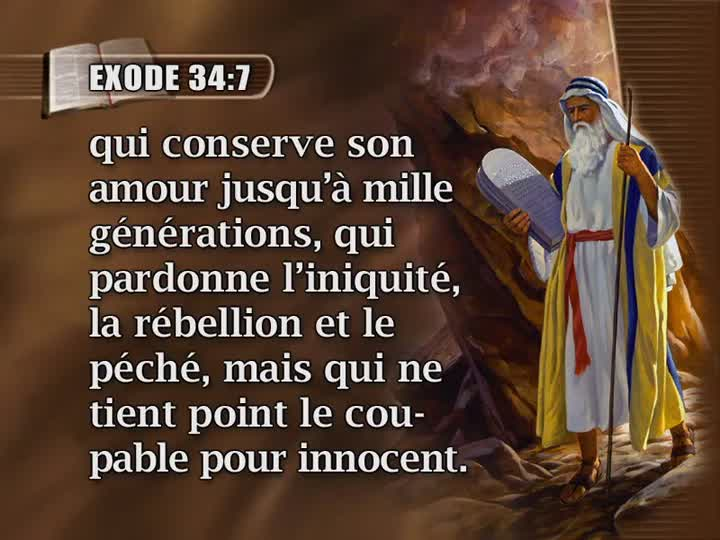 EXODE 34:7
qui conserve son
amour jusqu’à mille
générations, qui
pardonne l’iniquité,
la rébellion et le
péché, mais qui ne
tient point le cou-
pable pour innocent.